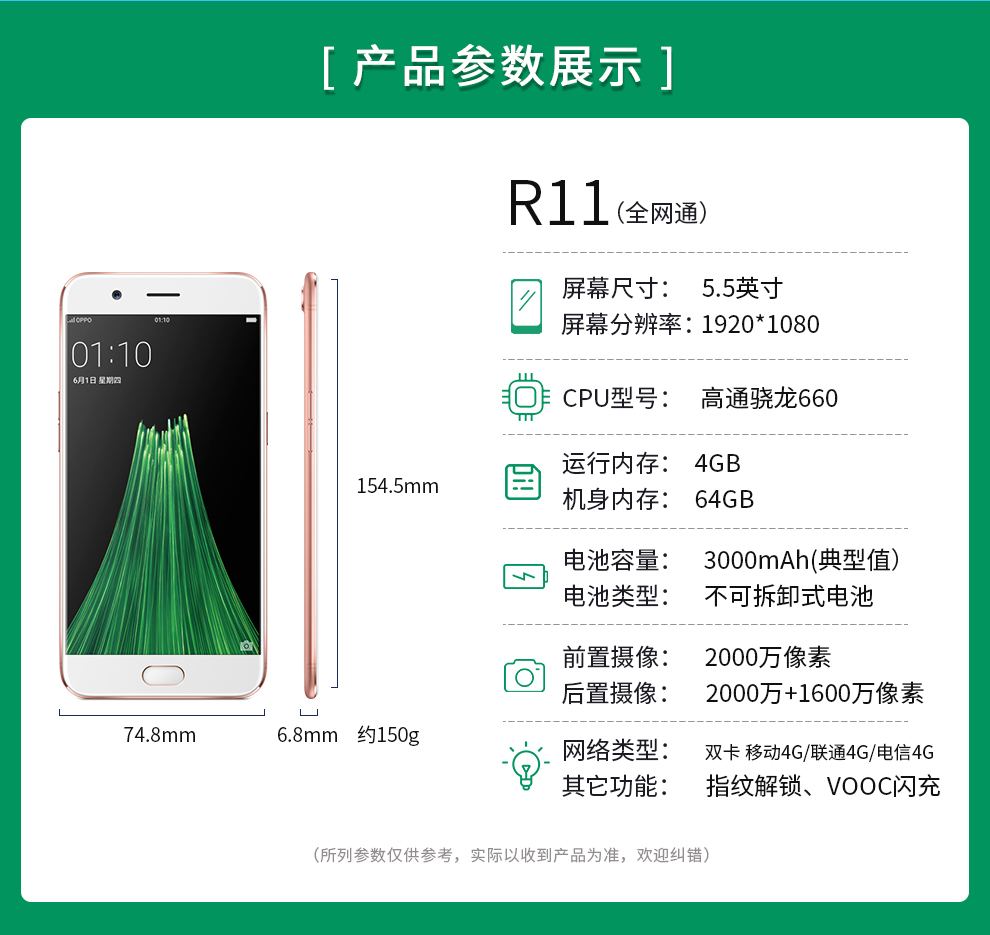 [ 产品参数展示 ]
R11（全网通）
屏幕尺寸： 5.5英寸
屏幕分辨率：1920*1080
CPU型号： 高通骁龙660
运行内存： 4GB
机身内存： 64GB
电池容量： 3000mAh(典型值）
电池类型： 不可拆卸式电池
前置摄像： 2000万像素
后置摄像： 2000万+1600万像素
网络类型： 双卡 移动4G/联通4G/电信4G
其它功能： 指纹解锁、VOOC闪充
OPPO 01:10
01:10
6月1日 星期四
154.5mm
74.8mm
6.8mm 约150g
（所列参数仅供参考，实际以收到产品为准，欢迎纠错）